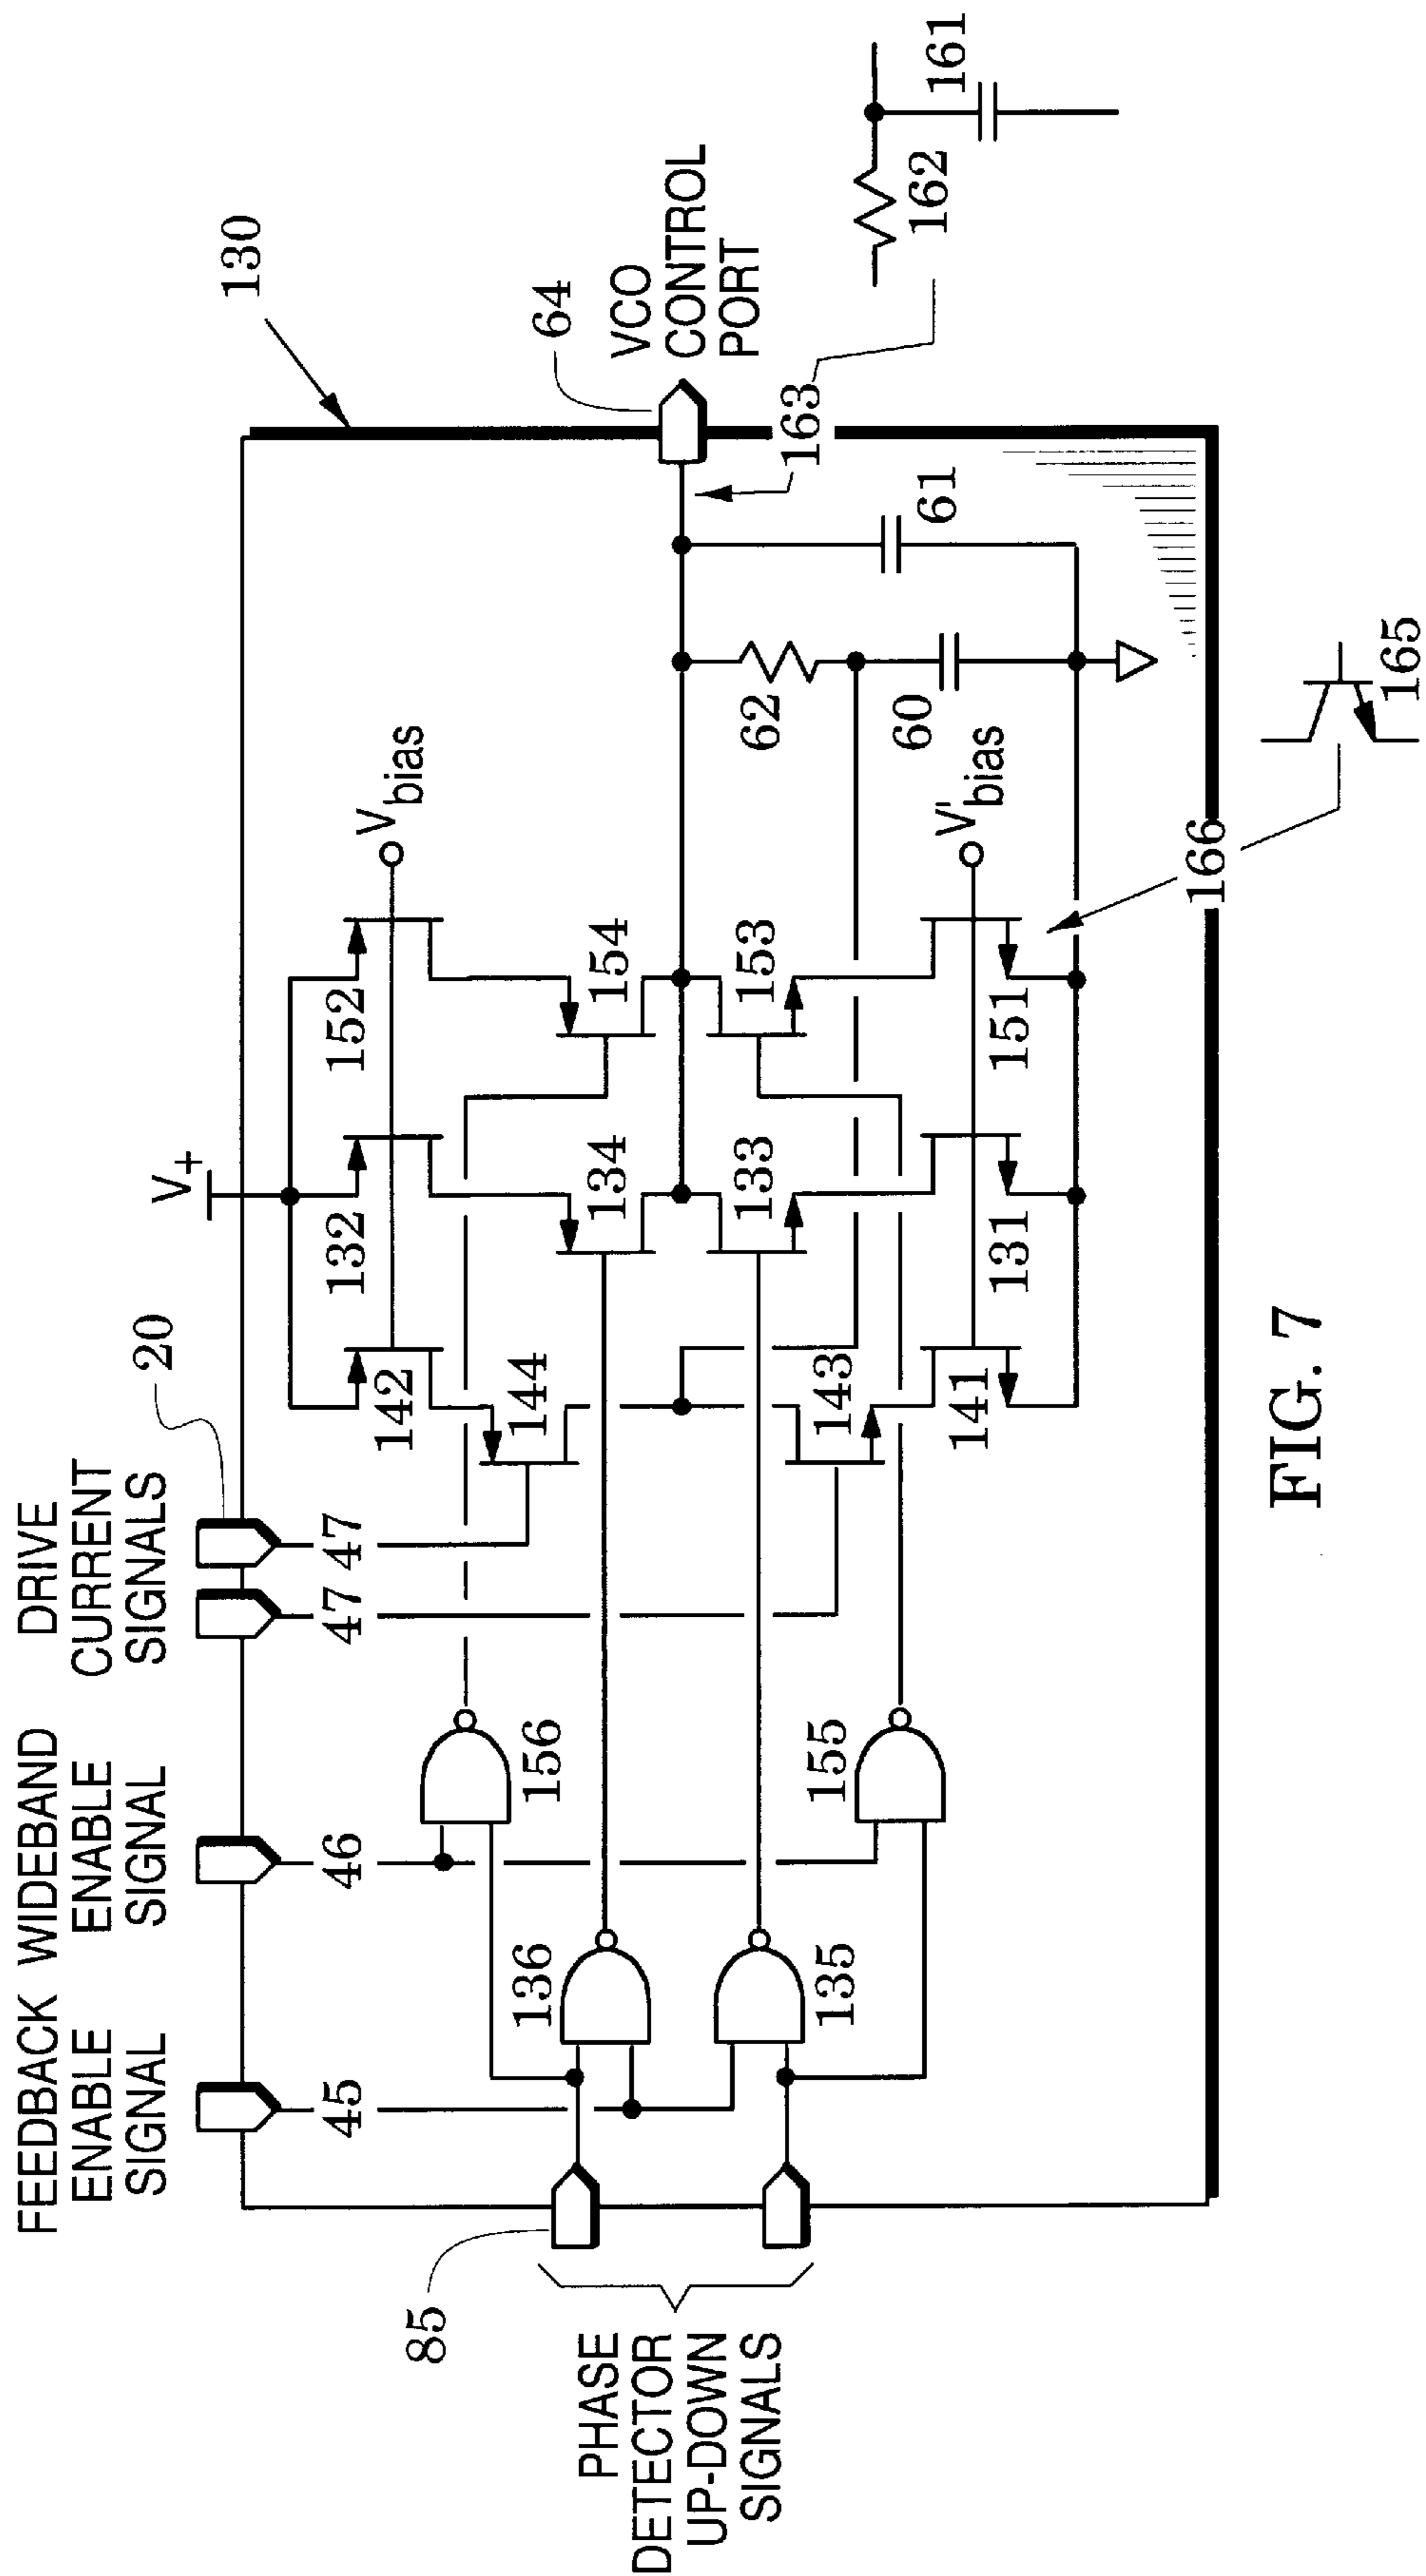 FEEDBACK
ENABLE
SIGNAL
WIDEBAND
ENABLE
SIGNAL
DRIVE
CURRENT
SIGNALS
20
V+
130
45
46
47
47
142
132
152
Vbias
144
134
154
64
VCO
CONTROL
PORT
85
PHASE
DETECTOR
UP-DOWN
SIGNALS
136
156
135
155
143
133
153
62
60
61
163
162
161
141
131
151
V'bias
166
165
FIG. 7